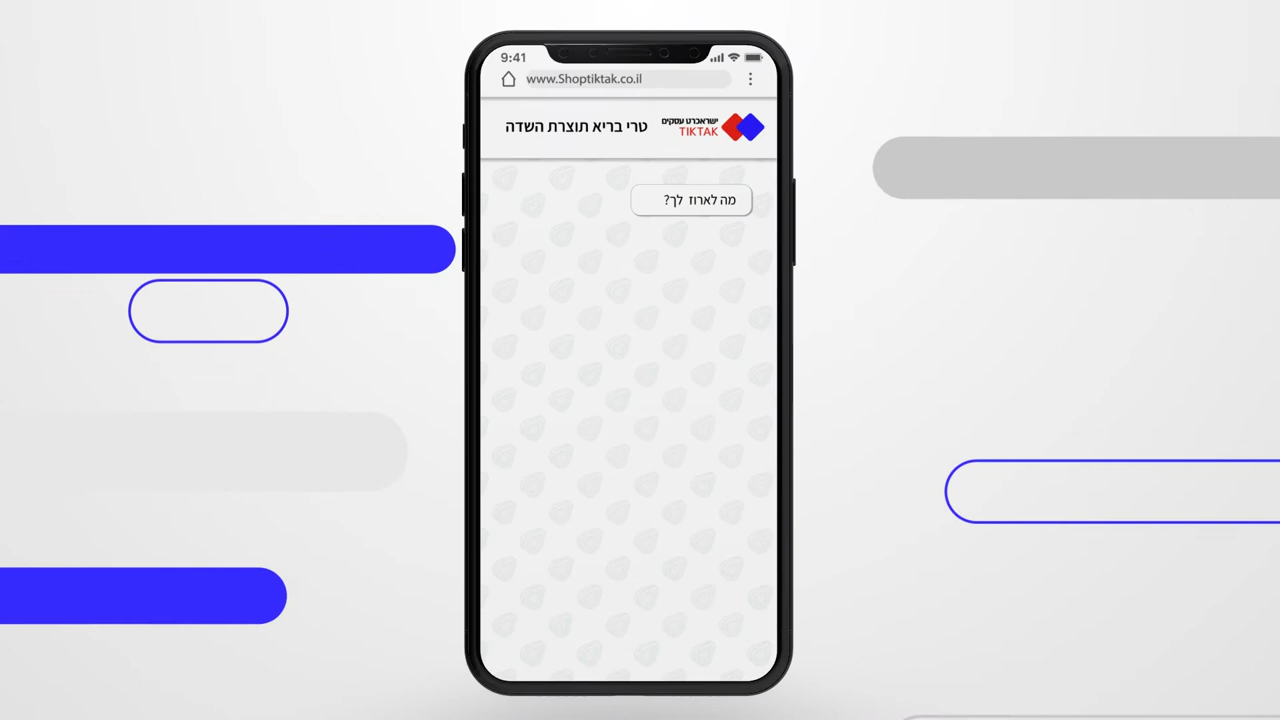 9:41
www.Shoptiktak.co.il
ישראכרט עסקים
TIKTAK
טרי בריא תוצרת השדה
מה לארוז לך?